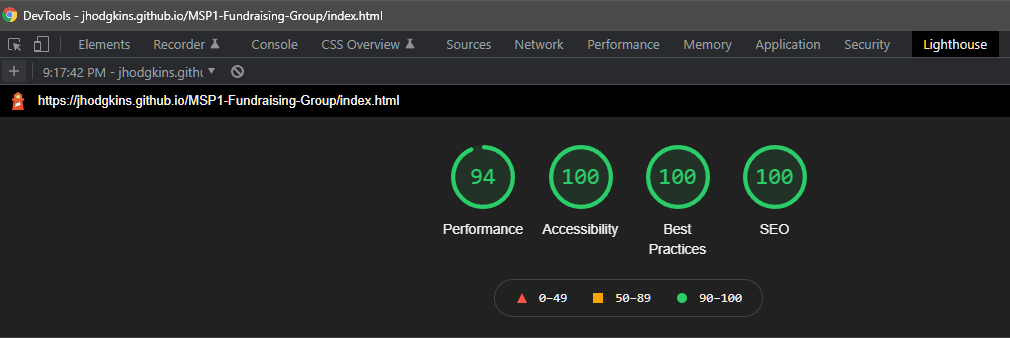 DevTools - jhodgkins.github.io/MSP1-Fundraising-Group/index.html
Elements Recorder Console CSS Overview Sources Network Performance Memory Application Security Lighthouse
9:17:42 PM - jhodgkins.githu
https://jhodgkins.github.io/MSP1-Fundraising-Group/index.html
94 100 100 100
Performance Accessibility Best Practices SEO
0–49 50–89 90–100